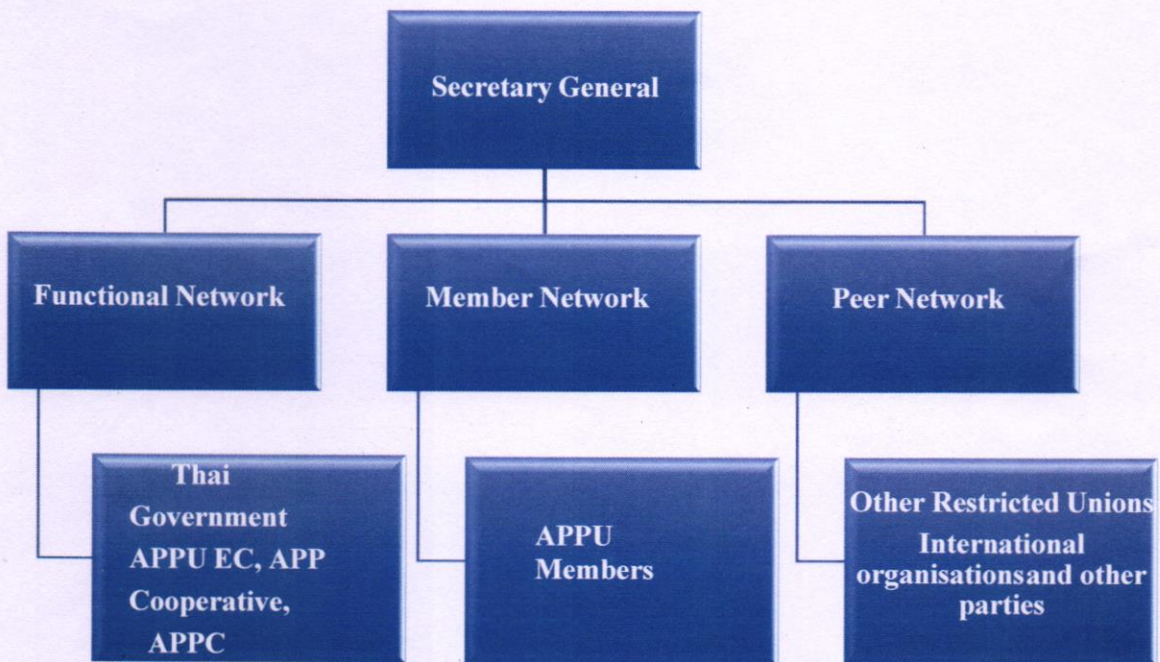 Secretary General
Functional Network
Member Network
Peer Network
Thai
Government
APPU EC, APP
Cooperative,
APPC
APPU
Members
Other Restricted Unions
International
organisationsand other
parties